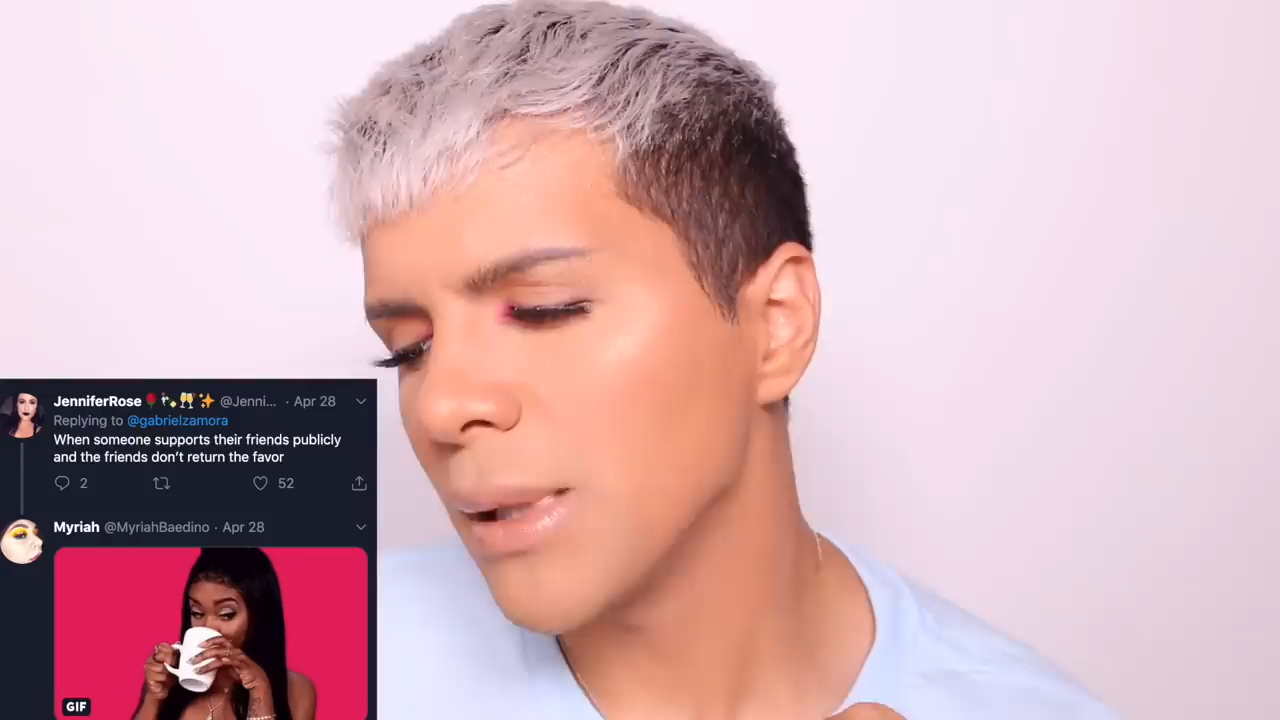 JenniferRose @Jenni... · Apr 28
Replying to @gabrielzamora
When someone supports their friends publicly
and the friends don't return the favor
2 52
Myriah @MyriahBaedino · Apr 28
GIF